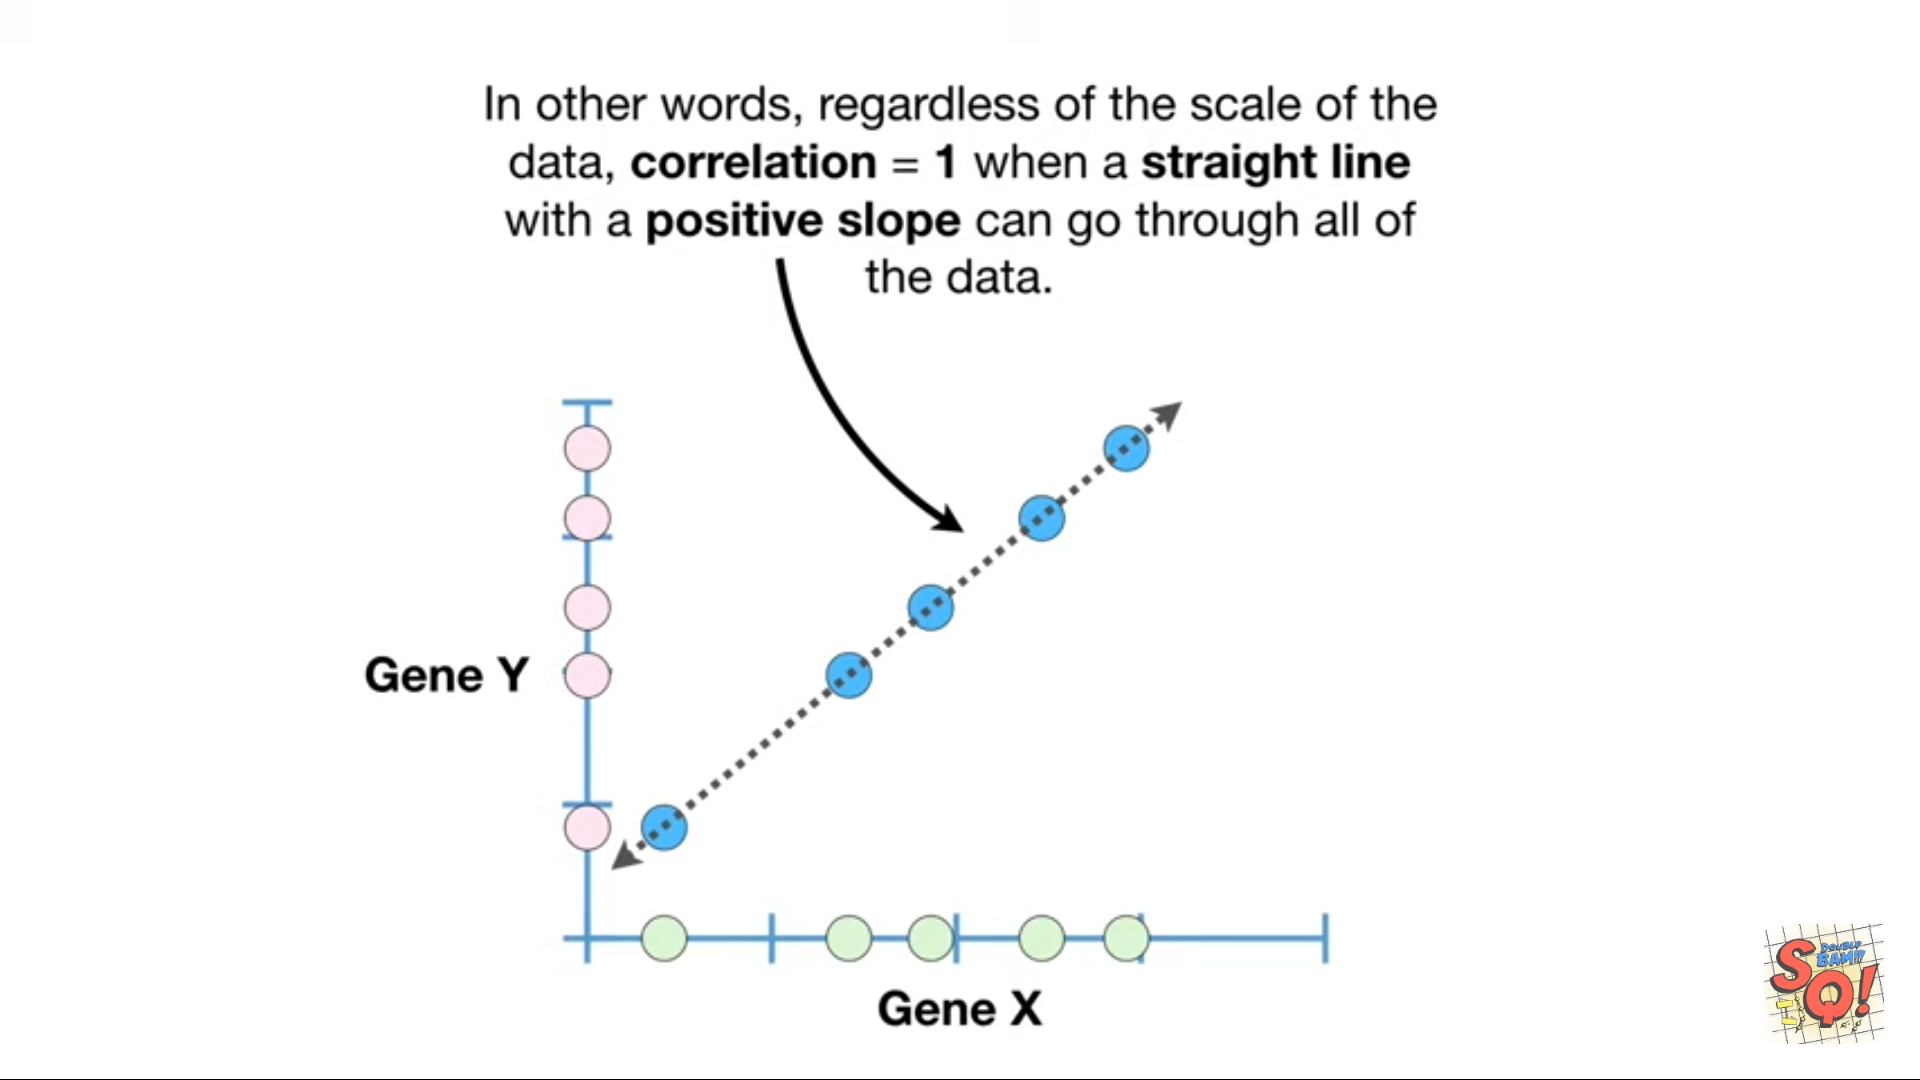 In other words, regardless of the scale of the
data, correlation = 1 when a straight line
with a positive slope can go through all of
the data.
Gene Y
Gene X
DOUBLE
BAM!!
SQ!